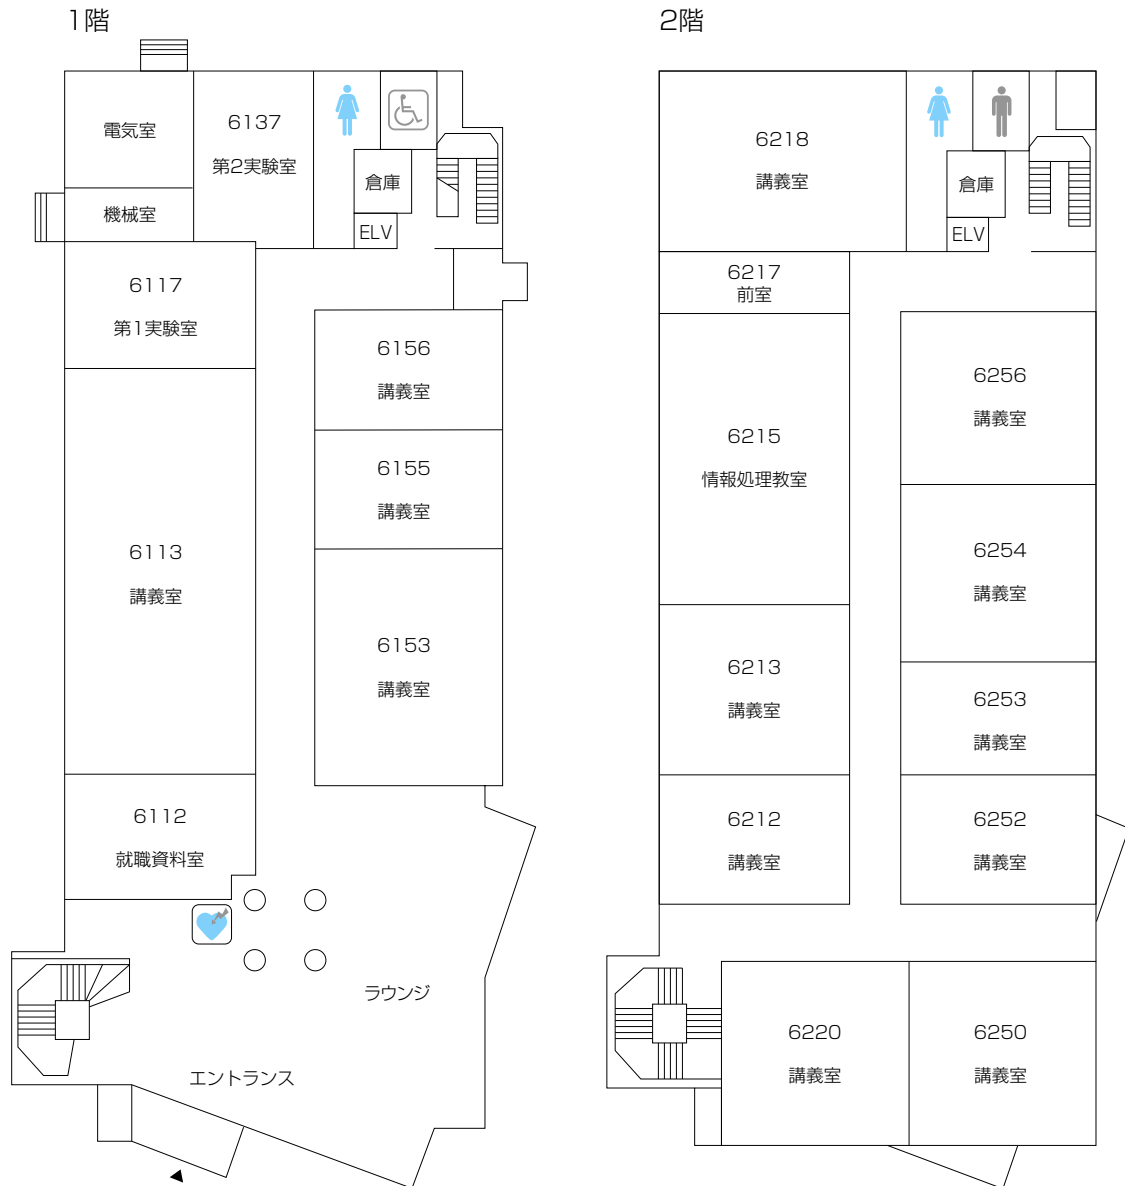 1階
電気室
6137
第2実験室
倉庫
機械室
ELV
6117
第1実験室
6156
講義室
6155
講義室
6113
講義室
6153
講義室
6112
就職資料室
ラウンジ
エントランス
2階
6218
講義室
倉庫
ELV
6217
前室
6256
講義室
6215
情報処理教室
6254
講義室
6213
講義室
6253
講義室
6212
講義室
6252
講義室
6220
講義室
6250
講義室